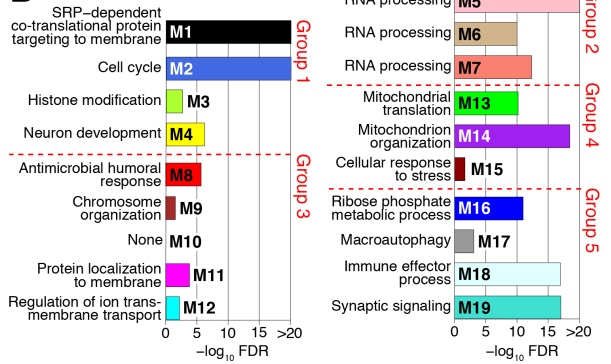 SRP-dependent
co-translational protein
targeting to membrane
M1
Cell cycle
M2
Histone modification
M3
Neuron development
M4
Group 1
Antimicrobial humoral
response
M8
Chromosome
organization
M9
None
M10
Protein localization
to membrane
M11
Regulation of ion trans-
membrane transport
M12
Group 3
0 5 10 15 >20
-log10 FDR
RNA processing
M5
RNA processing
M6
RNA processing
M7
Group 2
Mitochondrial
translation
M13
Mitochondrion
organization
M14
Cellular response
to stress
M15
Group 4
Ribose phosphate
metabolic process
M16
Macroautophagy
M17
Immune effector
process
M18
Synaptic signaling
M19
Group 5
0 5 10 15 >20
-log10 FDR